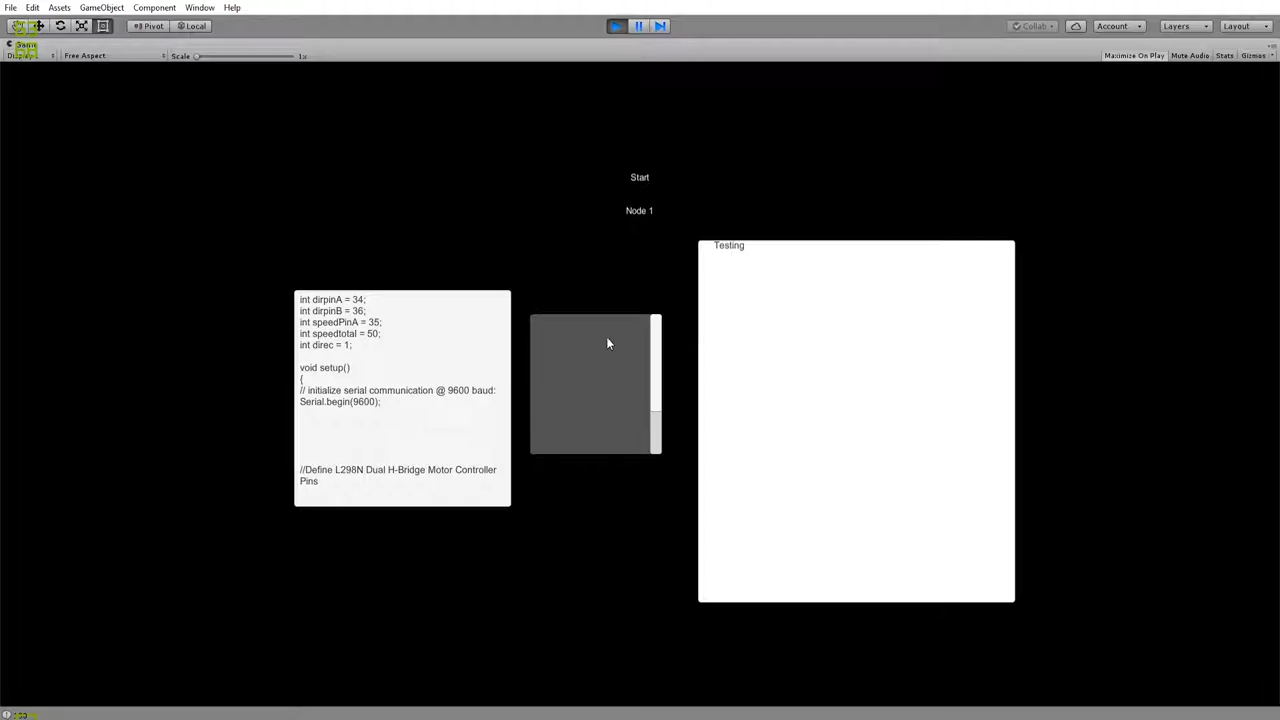 File Edit Assets GameObject Component Window Help
Pivot Local Collab Account Layers Layout
Game
Free Aspect Scale 1x Maximize On Play Mute Audio Stats Gizmos
Start
Node 1
Testing
int dirpinA = 34;
int dirpinB = 36;
int speedPinA = 35;
int speedtotal = 50;
int direc = 1;
void setup()
{
// initialize serial communication @ 9600 baud:
Serial.begin(9600);
//Define L298N Dual H-Bridge Motor Controller
Pins